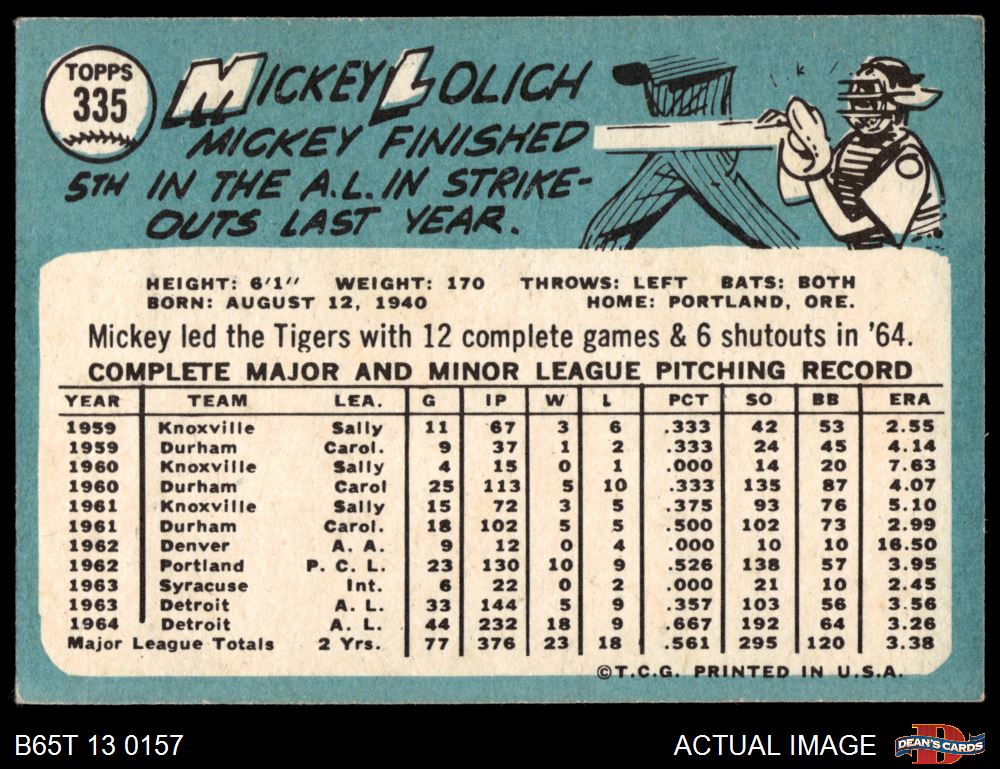 TOPPS
335
MICKEY LOLICH
MICKEY FINISHED
5TH IN THE A.L. IN STRIKE-
OUTS LAST YEAR.
K
HEIGHT: 6'1" WEIGHT: 170 THROWS: LEFT BATS: BOTH
BORN: AUGUST 12, 1940 HOME: PORTLAND, ORE.
Mickey led the Tigers with 12 complete games & 6 shutouts in '64.
COMPLETE MAJOR AND MINOR LEAGUE PITCHING RECORD
YEAR TEAM LEA. G IP W L PCT SO BB ERA
1959 Knoxville Sally 11 67 3 6 .333 42 53 2.55
1959 Durham Carol. 9 37 1 2 .333 24 45 4.14
1960 Knoxville Sally 4 15 0 1 .000 14 20 7.63
1960 Durham Carol 25 113 5 10 .333 135 87 4.07
1961 Knoxville Sally 15 72 3 5 .375 93 76 5.10
1961 Durham Carol. 18 102 5 5 .500 102 73 2.99
1962 Denver A. A. 9 12 0 4 .000 10 10 16.50
1962 Portland P. C. L. 23 130 10 9 .526 138 57 3.95
1963 Syracuse Int. 6 22 0 2 .000 21 10 2.45
1963 Detroit A. L. 33 144 5 9 .357 103 56 3.56
1964 Detroit A. L. 44 232 18 9 .667 192 64 3.26
Major League Totals 2 Yrs. 77 376 23 18 .561 295 120 3.38
©T.C.G. PRINTED IN U.S.A.
B65T 13 0157
ACTUAL IMAGE
D
DEAN'S CARDS